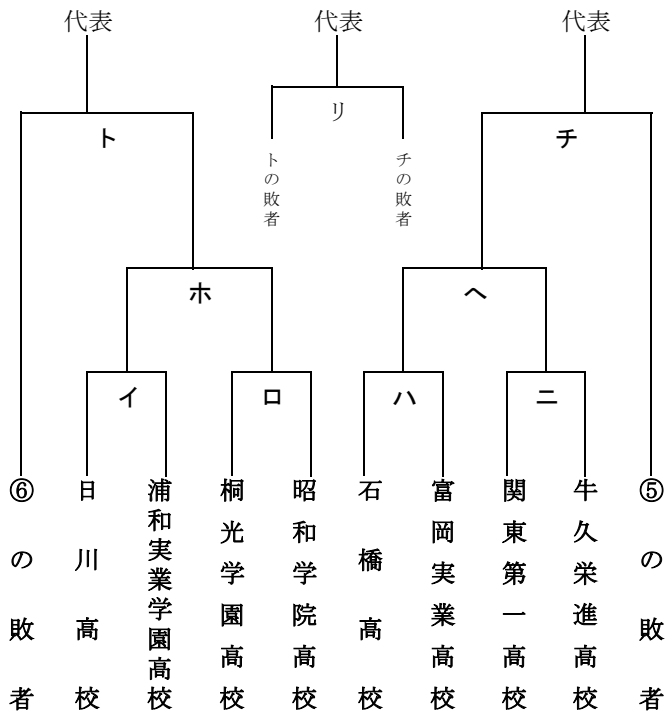 代表
代表
代表
ト
リ
チ
トの敗者
チの敗者
ホ
ヘ
イ
ロ
ハ
ニ
⑥の敗者
日川高校
浦和実業学園高校
桐光学園高校
昭和学院高校
石橋高校
富岡実業高校
関東第一高校
牛久栄進高校
⑤の敗者